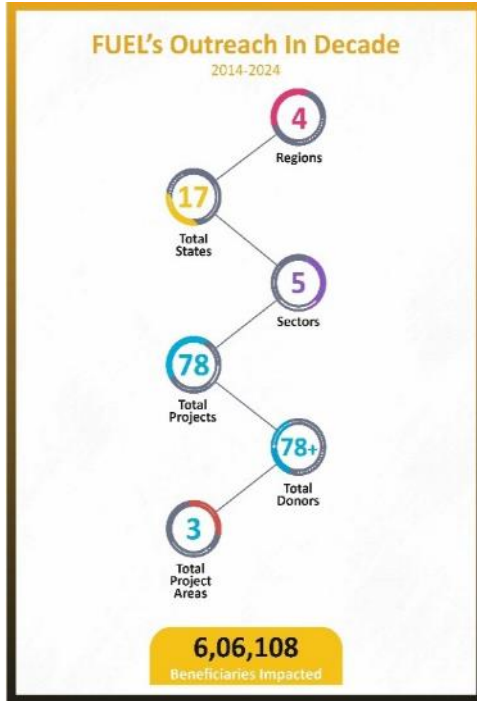 FUEL's Outreach In Decade
2014-2024
4
Regions
17
Total
States
5
Sectors
78
Total
Projects
78+
Total
Donors
3
Total
Project
Areas
6,06,108
Beneficiaries Impacted